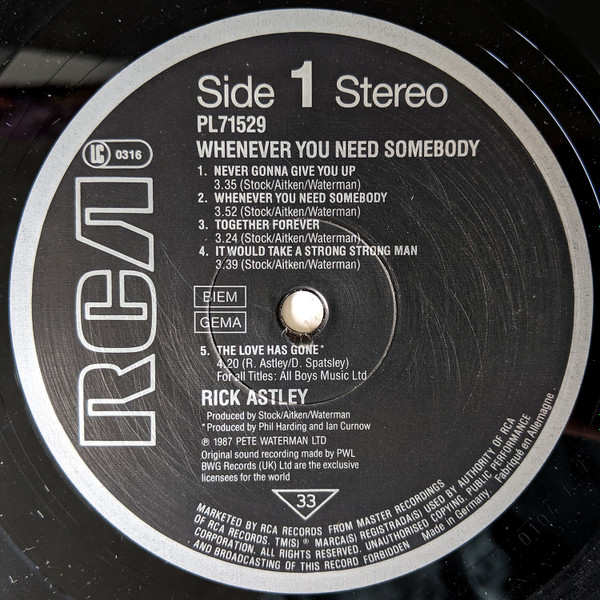 Side 1 Stereo
PL71529
LC 0316
WHENEVER YOU NEED SOMEBODY
1. NEVER GONNA GIVE YOU UP
3.35 (Stock/Aitken/Waterman)
2. WHENEVER YOU NEED SOMEBODY
3.52 (Stock/Aitken/Waterman)
3. TOGETHER FOREVER
3.24 (Stock/Aitken/Waterman)
4. IT WOULD TAKE A STRONG STRONG MAN
3.39 (Stock/Aitken/Waterman)
RCA
BIEM
GEMA
5. THE LOVE HAS GONE*
4.20 (R. Astley/D. Spatsley)
For all Titles: All Boys Music Ltd
RICK ASTLEY
Produced by Stock/Aitken/Waterman
* Produced by Phil Harding and Ian Curnow
℗ 1987 PETE WATERMAN LTD
Original sound recording made by PWL
BWG Records (UK) Ltd are the exclusive
licensees for the world
33
MARKETED BY RCA RECORDS FROM MASTER RECORDINGS
OF RCA RECORDS. TM(S) ® MARCA(S) REGISTRADA(S) USED BY AUTHORITY OF RCA
CORPORATION. ALL RIGHTS RESERVED. UNAUTHORISED COPYING, PUBLIC PERFORMANCE
AND BROADCASTING OF THIS RECORD FORBIDDEN Made in Germany. Fabriqué en Allemagne.